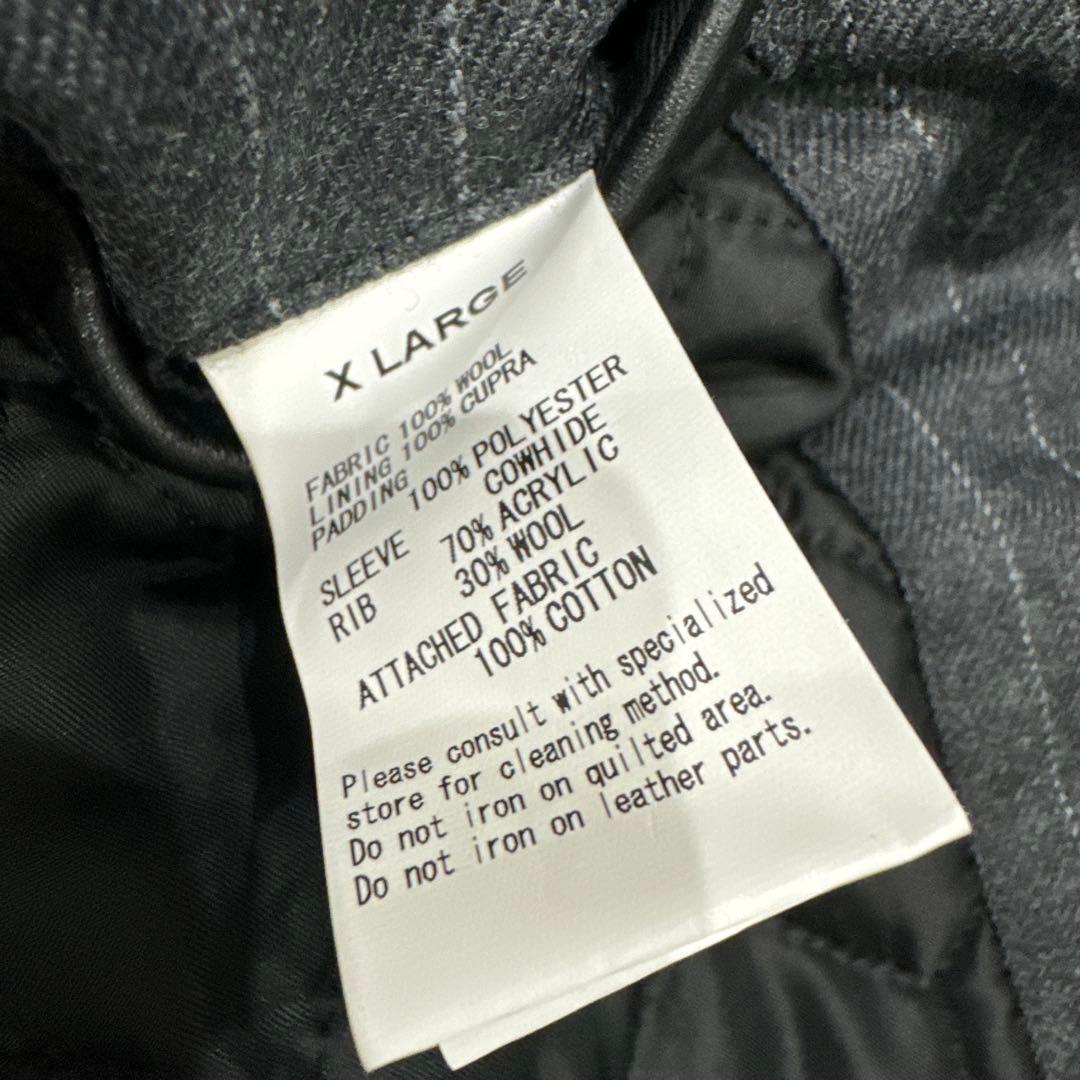 X LARGE
FABRIC 100% WOOL
LINING 100% CUPRA
PADDING
100% POLYESTER
SLEEVE COWHIDE
RIB 70% ACRYLIC
30% WOOL
ATTACHED FABRIC
100% COTTON
Please consult with specialized
store for cleaning method.
Do not iron on quilted area.
Do not iron on leather parts.